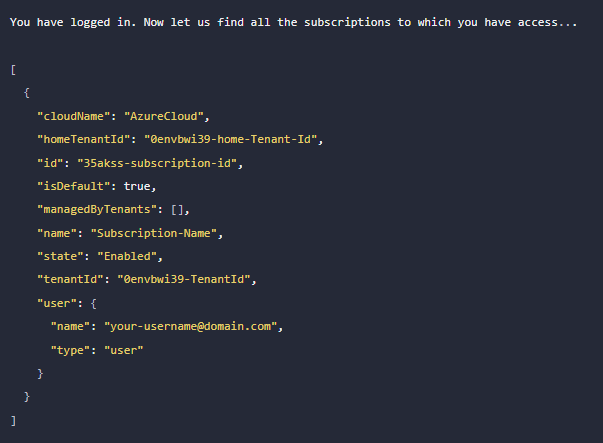 You have logged in. Now let us find all the subscriptions to which you have access...
[
{
"cloudName": "AzureCloud",
"homeTenantId": "0envbwi39-home-Tenant-Id",
"id": "35akss-subscription-id",
"isDefault": true,
"managedByTenants": [],
"name": "Subscription-Name",
"state": "Enabled",
"tenantId": "0envbwi39-TenantId",
"user": {
"name": "your-username@domain.com",
"type": "user"
}
}
]